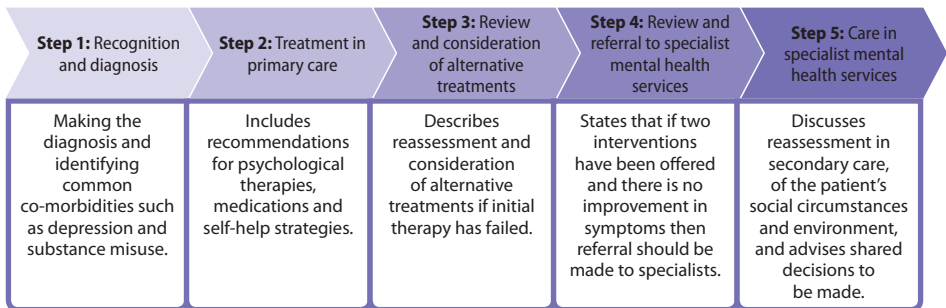 Step 1: Recognition
and diagnosis
Step 2: Treatment in
primary care
Step 3: Review
and consideration
of alternative
treatments
Step 4: Review and
referral to specialist
mental health
services
Step 5: Care in
specialist mental
health services
Making the
diagnosis and
identifying
common
co-morbidities such
as depression and
substance misuse.
Includes
recommendations
for psychological
therapies,
medications and
self-help strategies.
Describes
reassessment and
consideration
of alternative
treatments if initial
therapy has failed.
States that if two
interventions
have been offered
and there is no
improvement in
symptoms then
referral should be
made to specialists.
Discusses
reassessment in
secondary care,
of the patient's
social circumstances
and environment,
and advises shared
decisions to
be made.